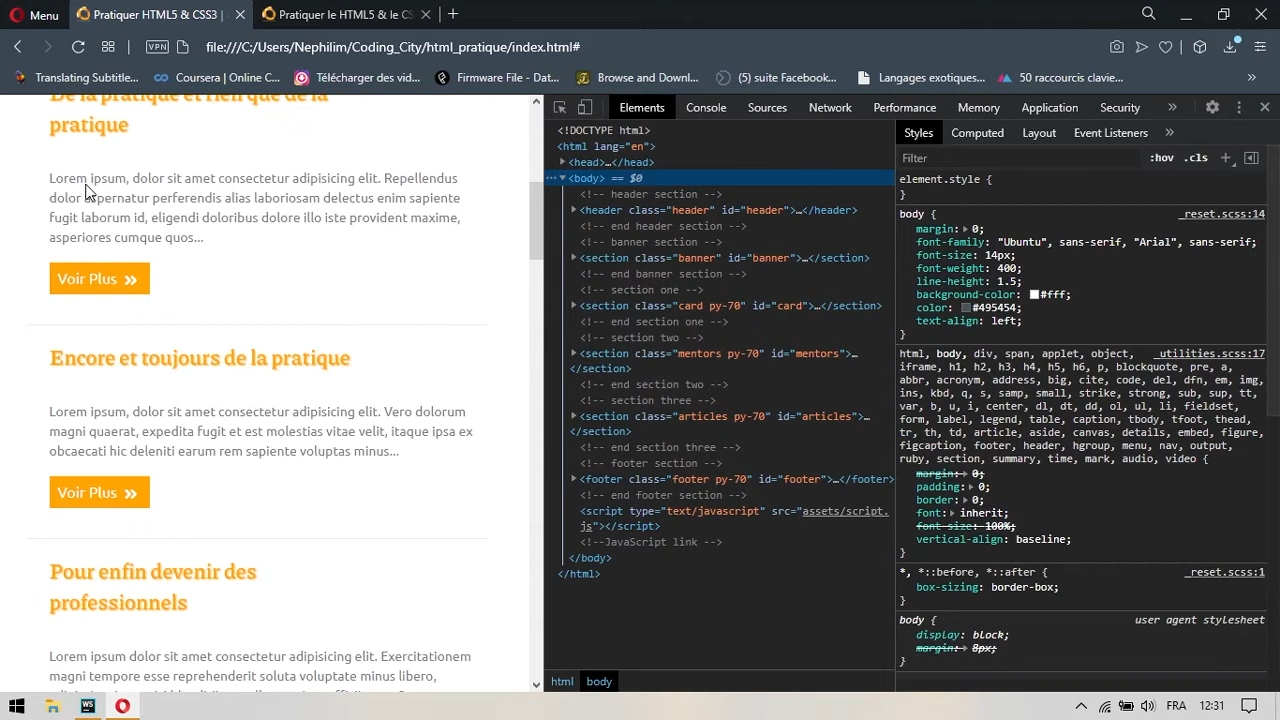 Menu
Pratiquer HTML5 & CSS3 |
Pratiquer le HTML5 & le CS
VPN
file:///C:/Users/Nephilim/Coding_City/html_pratique/index.html#
Translating Subtitle...
Coursera | Online C...
Télécharger des vid...
Firmware File - Dat...
Browse and Downl...
(5) suite Facebook...
Langages exotiques...
50 raccourcis clavie...
De la pratique et rien que de la
pratique
Lorem ipsum, dolor sit amet consectetur adipisicing elit. Repellendus
dolor aspernatur perferendis alias laboriosam delectus enim sapiente
fugit laborum id, eligendi doloribus dolore illo iste provident maxime,
asperiores cumque quos...
Voir Plus
Encore et toujours de la pratique
Lorem ipsum, dolor sit amet consectetur adipisicing elit. Vero dolorum
magni quaerat, expedita fugit et est molestias vitae velit, itaque ipsa ex
obcaecati hic deleniti earum rem sapiente voluptas minus...
Voir Plus
Pour enfin devenir des
professionnels
Lorem ipsum dolor sit amet consectetur adipisicing elit. Exercitationem
magni tempore esse reprehenderit soluta voluptate minus libero,
Elements Console Sources Network Performance Memory Application Security
<!DOCTYPE html>
<html lang="en">
<head>…</head>
<body> == $0
<!-- header section -->
<header class="header" id="header">…</header>
<!-- end header section -->
<!-- banner section -->
<section class="banner" id="banner">…</section>
<!-- end banner section -->
<!-- section one -->
<section class="card py-70" id="card">…</section>
<!-- end section one -->
<!-- section two -->
<section class="mentors py-70" id="mentors">…
</section>
<!-- end section two -->
<!-- section three -->
<section class="articles py-70" id="articles">…
</section>
<!-- end section three -->
<!-- footer section -->
<footer class="footer py-70" id="footer">…</footer>
<!-- end footer section -->
<script type="text/javascript" src="assets/script.
js"></script>
<!--JavaScript link -->
</body>
</html>
html body
Styles Computed Layout Event Listeners
Filter
:hov .cls
element.style {
}
body {
_reset.scss:14
margin: 0;
font-family: "Ubuntu", sans-serif, "Arial", sans-serif;
font-size: 14px;
font-weight: 400;
line-height: 1.5;
background-color: #fff;
color: #495454;
text-align: left;
}
html, body, div, span, applet, object,
_utilities.scss:17
iframe, h1, h2, h3, h4, h5, h6, p, blockquote, pre, a,
abbr, acronym, address, big, cite, code, del, dfn, em, img,
ins, kbd, q, s, samp, small, strike, strong, sub, sup, tt,
var, b, u, i, center, dl, dt, dd, ol, ul, li, fieldset,
form, label, legend, table, caption, tbody, tfoot, thead,
tr, th, td, article, aside, canvas, details, embed, figure,
figcaption, footer, header, hgroup, menu, nav, output,
ruby, section, summary, time, mark, audio, video {
margin: 0;
padding: 0;
border: 0;
font: inherit;
font-size: 100%;
vertical-align: baseline;
}
*, *::before, *::after {
_reset.scss:1
box-sizing: border-box;
}
body {
user agent stylesheet
display: block;
margin: 8px;
}
WS
FRA
12:31